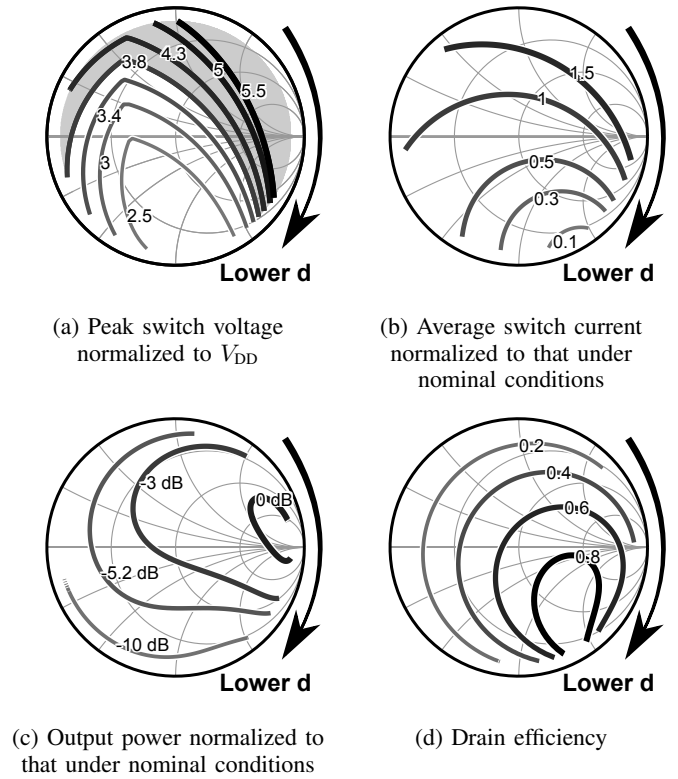 4.3
5
3.8
5.5
3.4
3
2.5
Lower d
1.5
1
0.5
0.3
0.1
Lower d
(a) Peak switch voltage
normalized to V_DD
(b) Average switch current
normalized to that under
nominal conditions
-3 dB
0 dB
-5.2 dB
-10 dB
Lower d
0.2
0.4
0.6
0.8
Lower d
(c) Output power normalized to
that under nominal conditions
(d) Drain efficiency